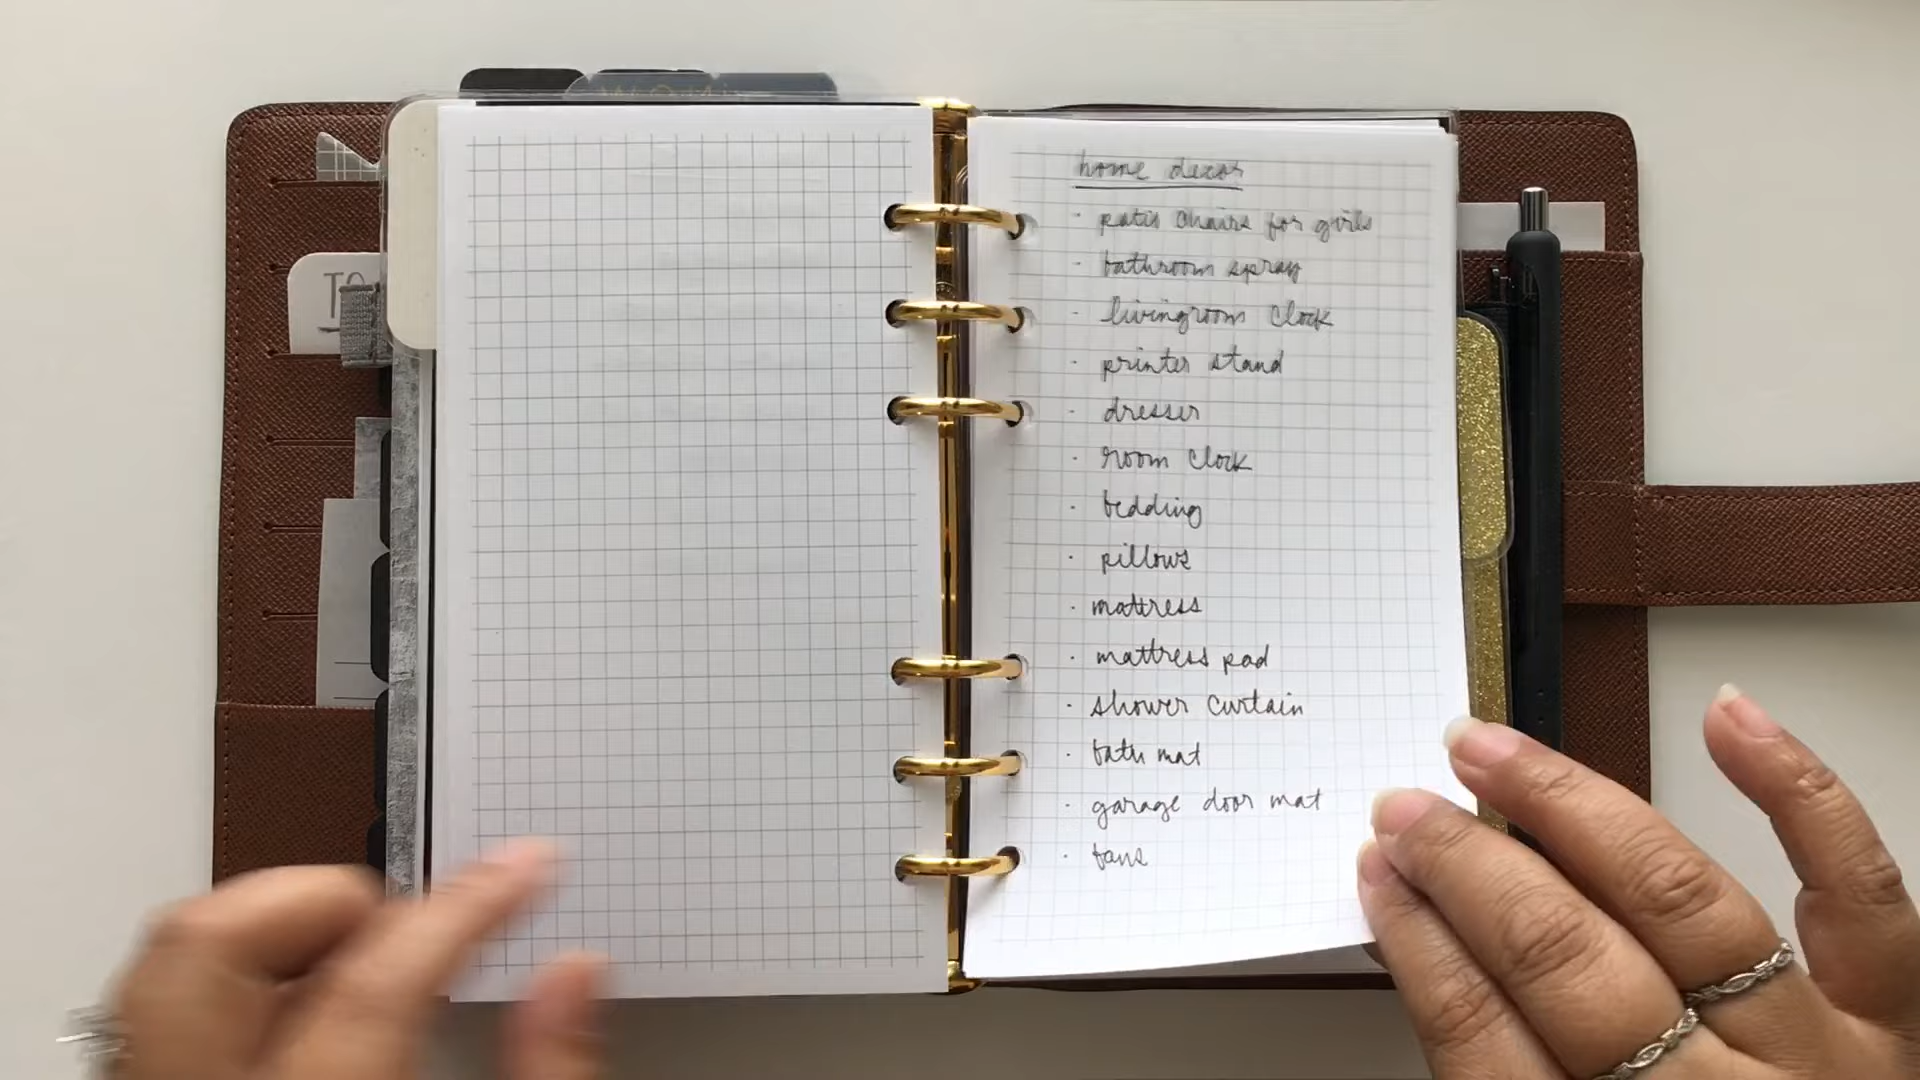 TO
home decor
· patio chairs for girls
· bathroom spray
· livingroom clock
· printer stand
· dresser
· room clock
· bedding
· pillows
· mattress
· mattress pad
· shower curtain
· bath mat
· garage door mat
· fans